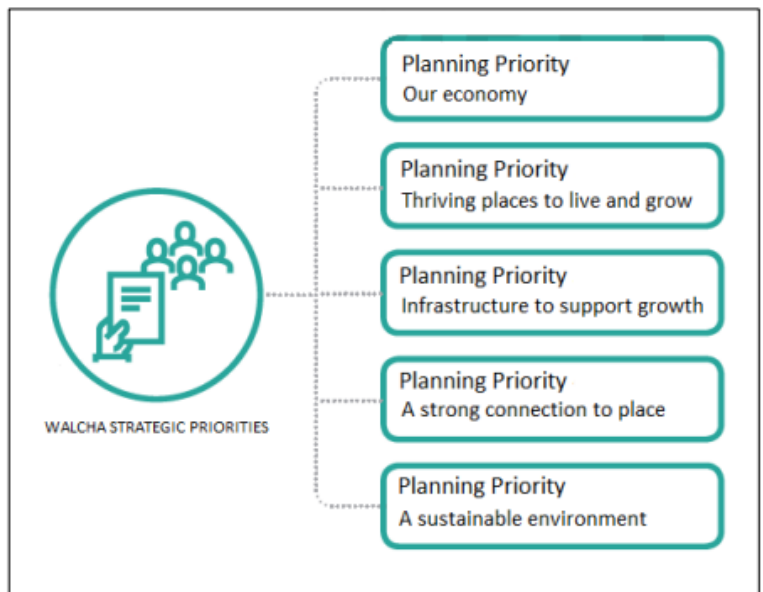 Planning Priority
Our economy
Planning Priority
Thriving places to live and grow
Planning Priority
Infrastructure to support growth
Planning Priority
A strong connection to place
Planning Priority
A sustainable environment
WALCHA STRATEGIC PRIORITIES